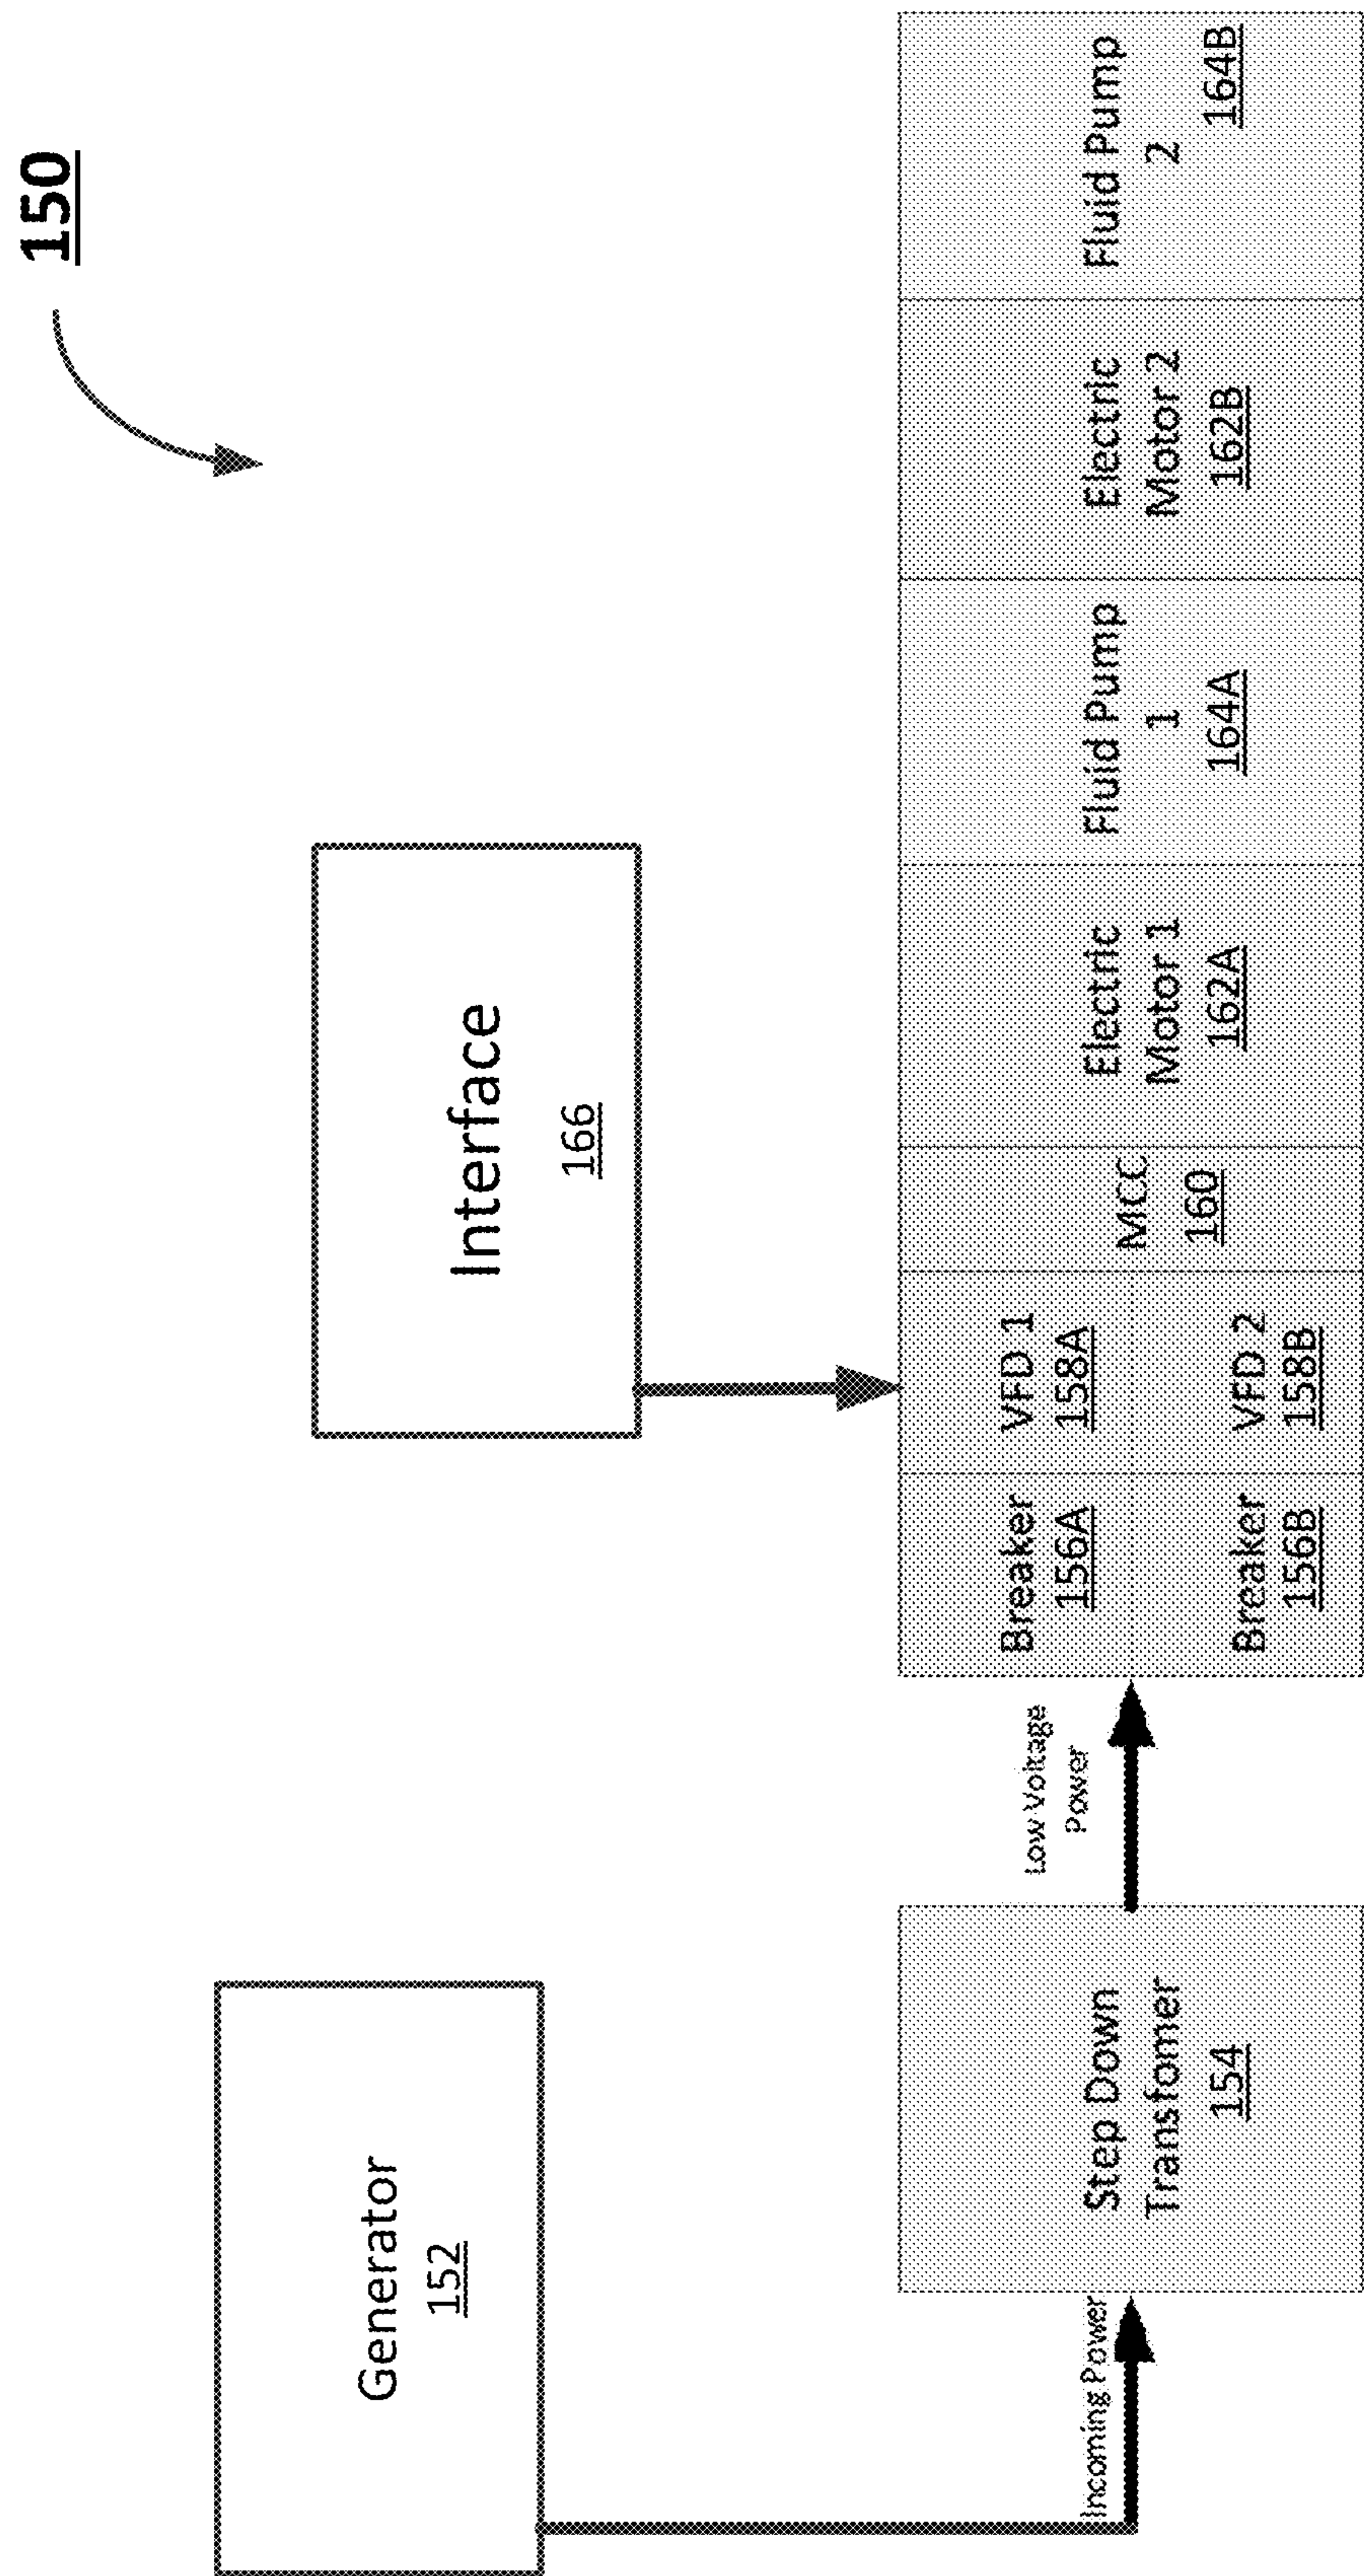 150
Generator
152
Interface
166
Incoming Power
Step Down
Transfomer
154
Low Voltage
Power
Breaker
156A
Breaker
156B
VFD 1
158A
VFD 2
158B
MCC
160
Electric
Motor 1
162A
Fluid Pump
1
164A
Electric
Motor 2
162B
Fluid Pump
2
164B